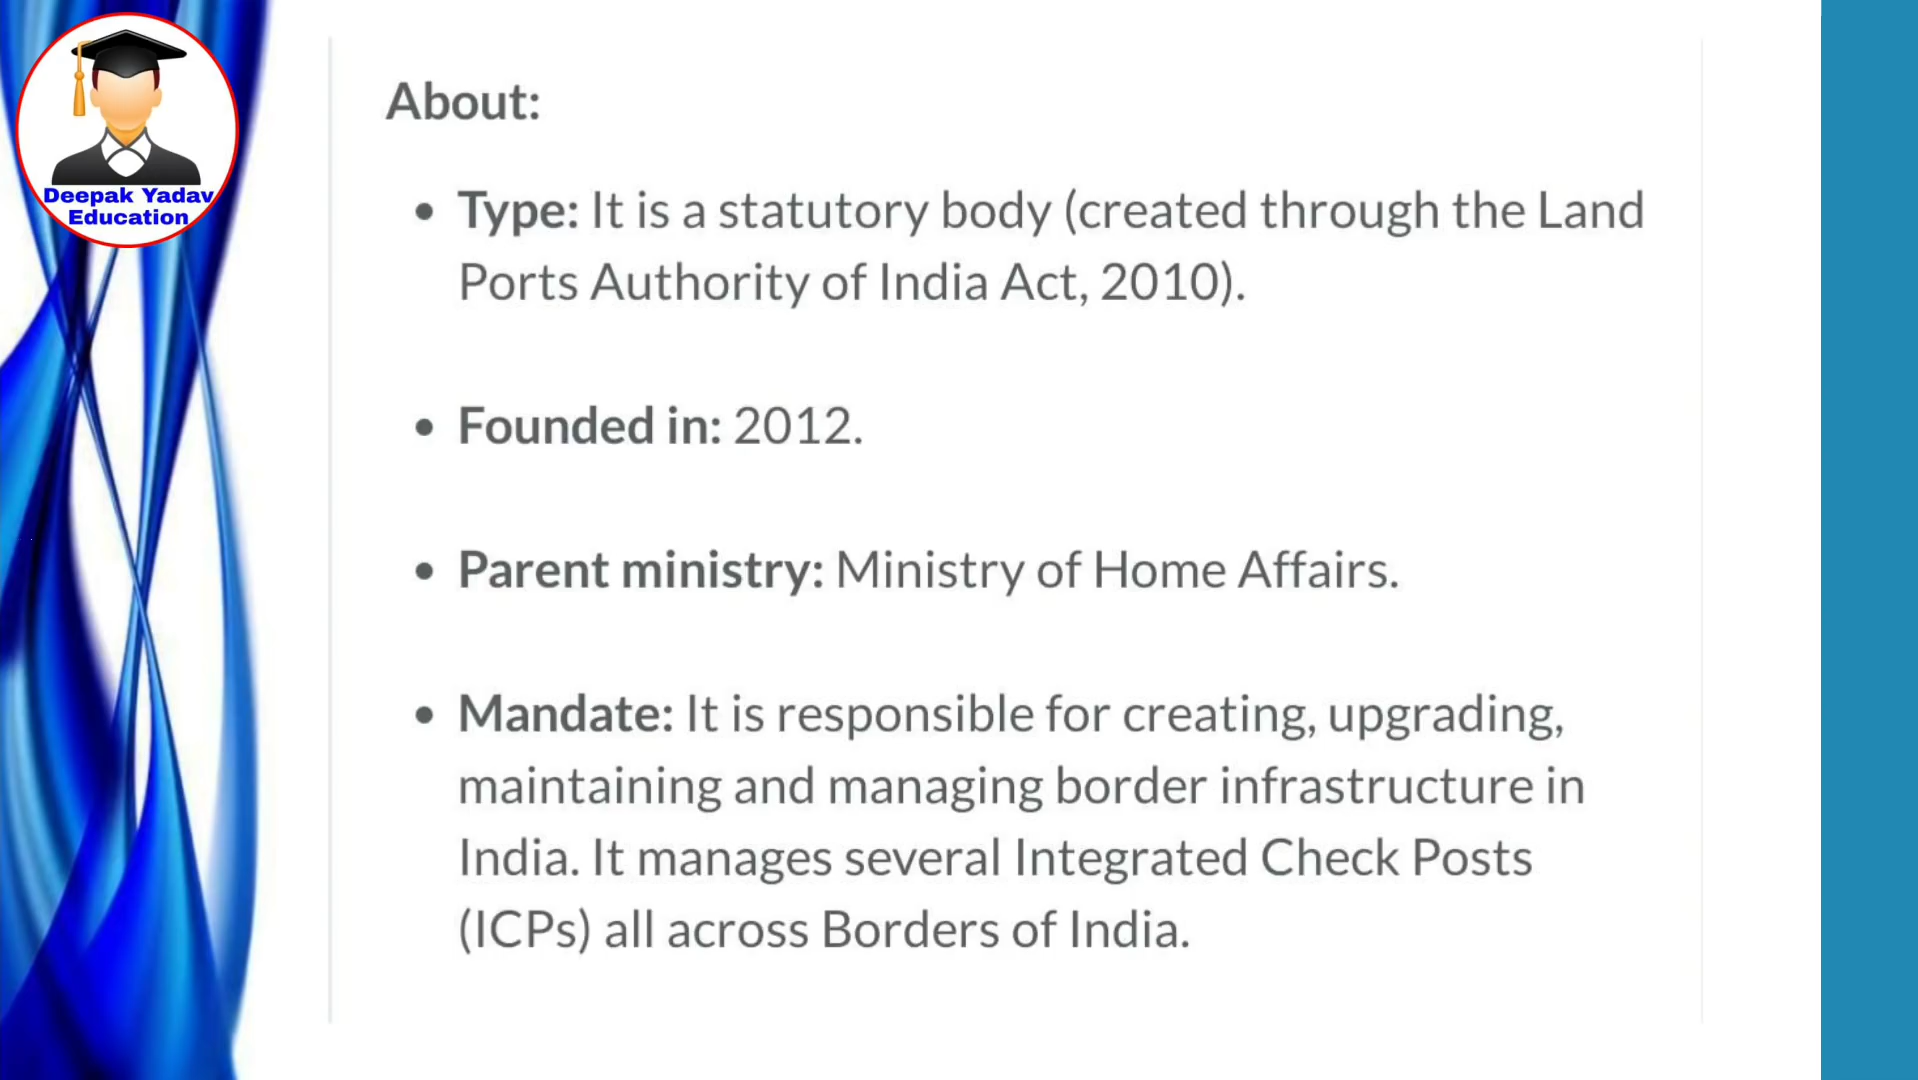 Deepak Yadav
Education
About:
• Type: It is a statutory body (created through the Land
Ports Authority of India Act, 2010).
• Founded in: 2012.
• Parent ministry: Ministry of Home Affairs.
• Mandate: It is responsible for creating, upgrading,
maintaining and managing border infrastructure in
India. It manages several Integrated Check Posts
(ICPs) all across Borders of India.